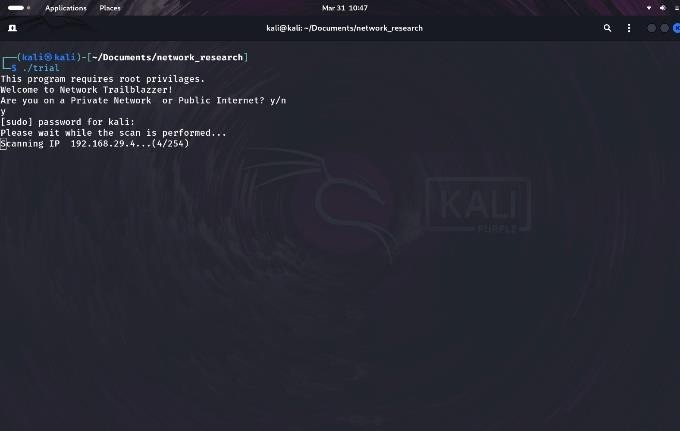 Applications Places Mar 31 10:47
kali@kali: ~/Documents/network_research
┌──(kali㉿kali)-[~/Documents/network_research]
└─$ ./trial
This program requires root privilages.
Welcome to Network Trailblazzer!
Are you on a Private Network  or Public Internet? y/n
y
[sudo] password for kali:
Please wait while the scan is performed...
Scanning IP  192.168.29.4...(4/254)
KALI
PURPLE